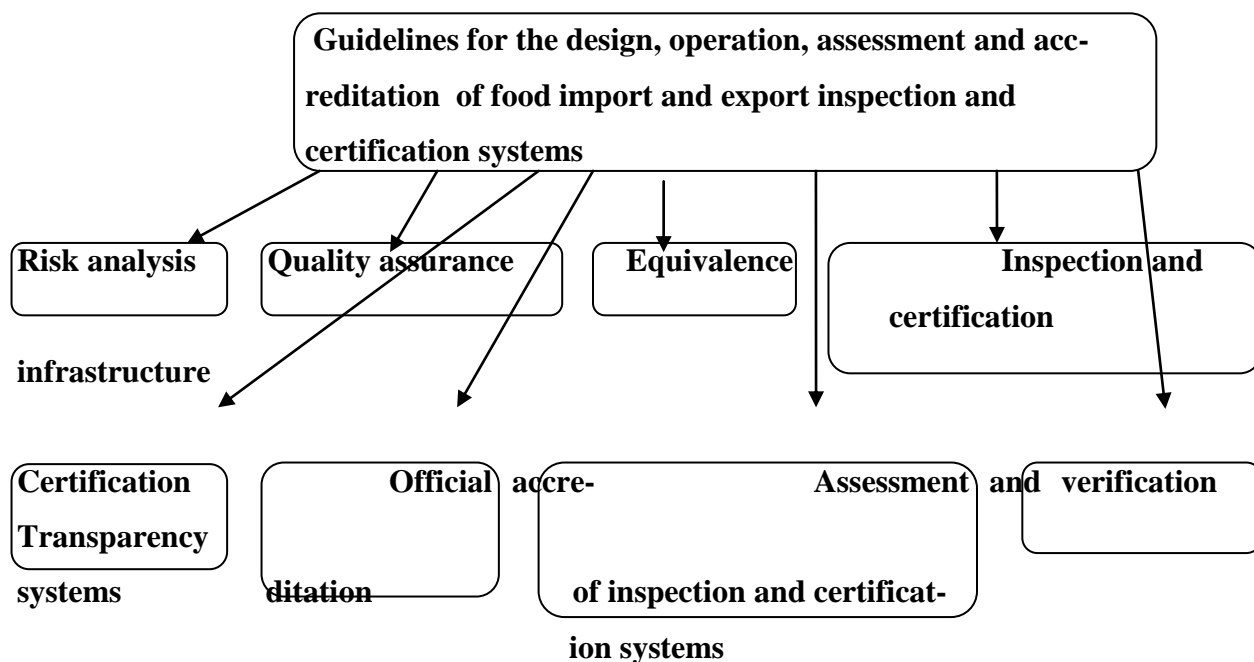 Guidelines for the design, operation, assessment and acc-
reditation of food import and export inspection and
certification systems
Risk analysis
Quality assurance
Equivalence
Inspection and
certification
infrastructure
Certification
Transparency
systems
Official accre-
ditation
Assessment and verification
of inspection and certificat-
ion systems